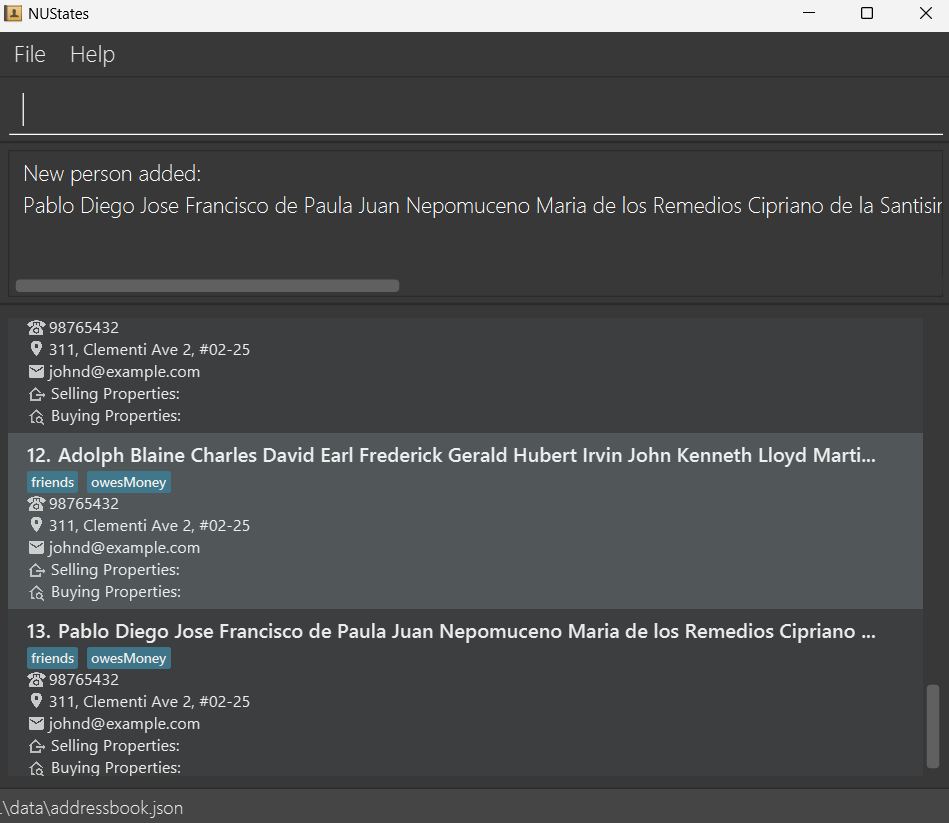 NUStates
File Help
New person added:
Pablo Diego Jose Francisco de Paula Juan Nepomuceno Maria de los Remedios Cipriano de la Santisi
98765432
311, Clementi Ave 2, #02-25
johnd@example.com
Selling Properties:
Buying Properties:
12. Adolph Blaine Charles David Earl Frederick Gerald Hubert Irvin John Kenneth Lloyd Marti...
friends owesMoney
98765432
311, Clementi Ave 2, #02-25
johnd@example.com
Selling Properties:
Buying Properties:
13. Pablo Diego Jose Francisco de Paula Juan Nepomuceno Maria de los Remedios Cipriano ...
friends owesMoney
98765432
311, Clementi Ave 2, #02-25
johnd@example.com
Selling Properties:
Buying Properties:
.\data\addressbook.json